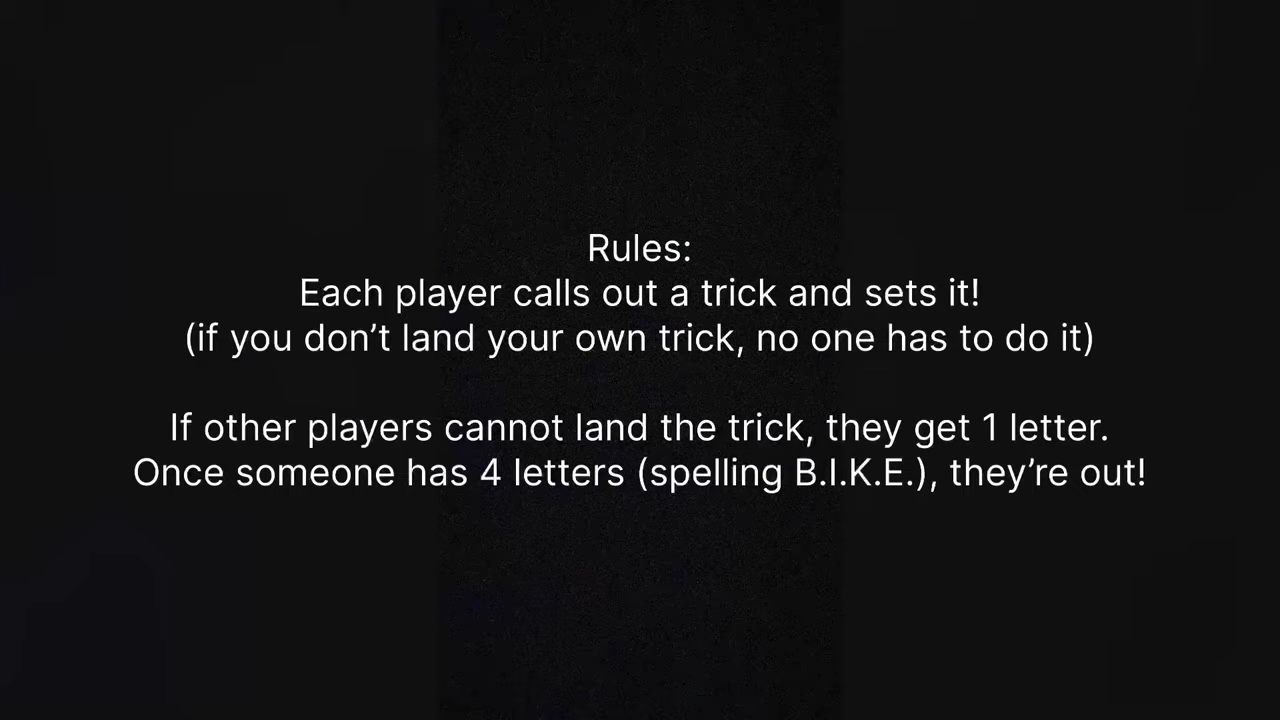 Rules:
Each player calls out a trick and sets it!
(if you don’t land your own trick, no one has to do it)
If other players cannot land the trick, they get 1 letter.
Once someone has 4 letters (spelling B.I.K.E.), they’re out!